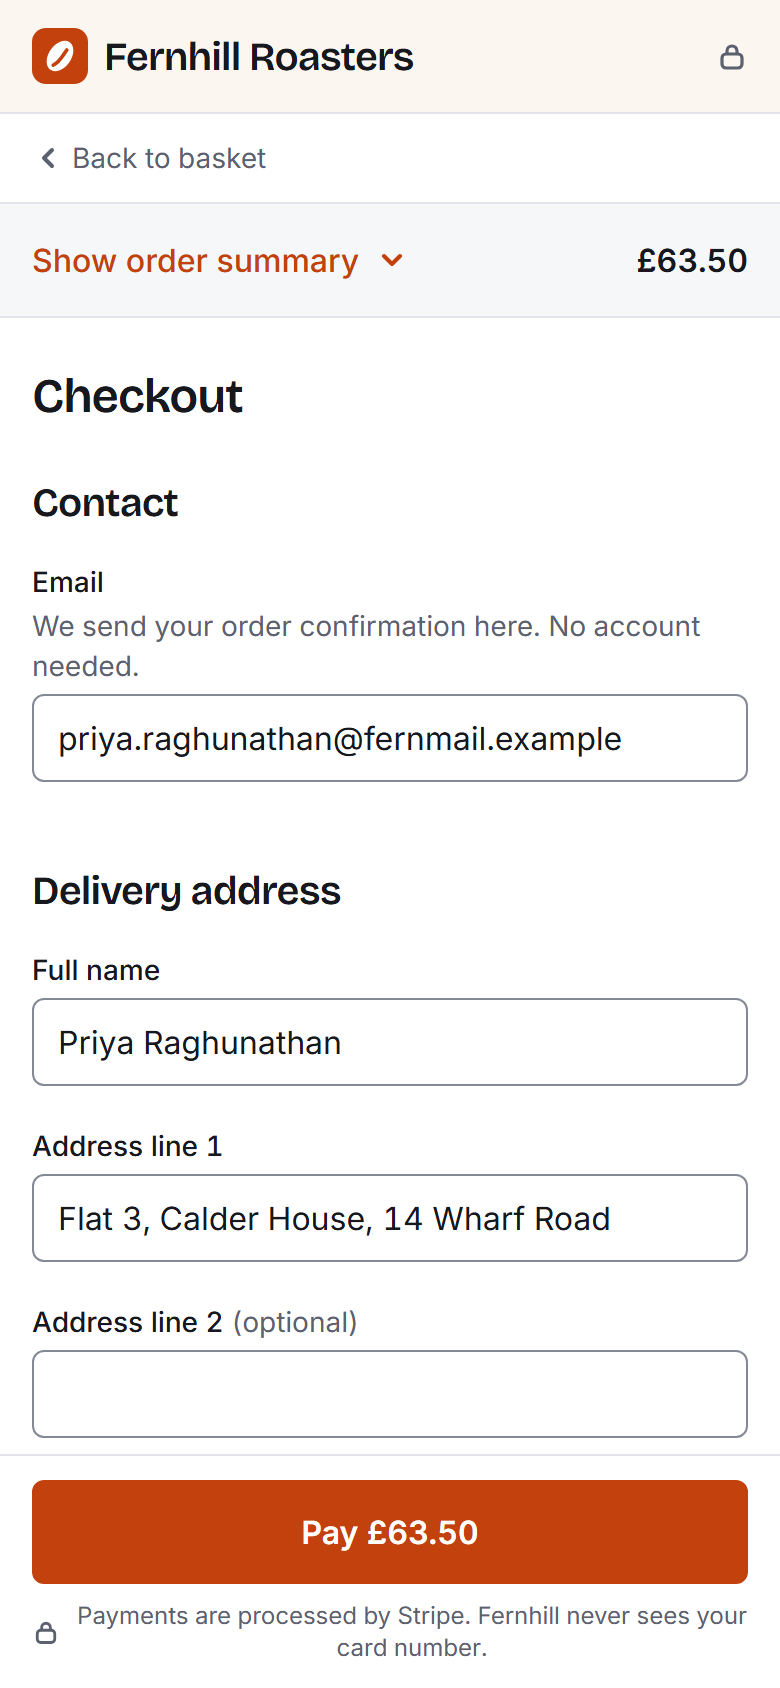 Fernhill Roasters
Back to basket
Show order summary £63.50
Checkout
Contact
Email
We send your order confirmation here. No account
needed.
priya.raghunathan@fernmail.example
Delivery address
Full name
Priya Raghunathan
Address line 1
Flat 3, Calder House, 14 Wharf Road
Address line 2 (optional)
Pay £63.50
Payments are processed by Stripe. Fernhill never sees your
card number.